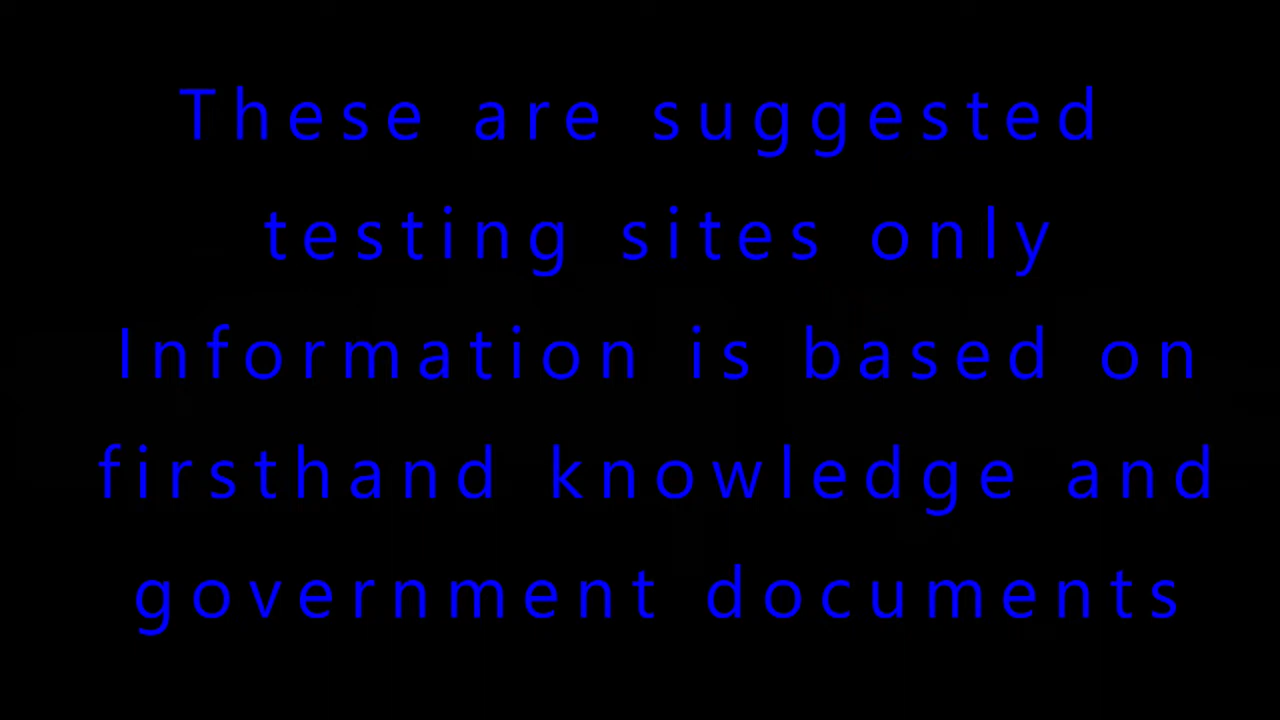 These are suggested
testing sites only
Information is based on
firsthand knowledge and
government documents